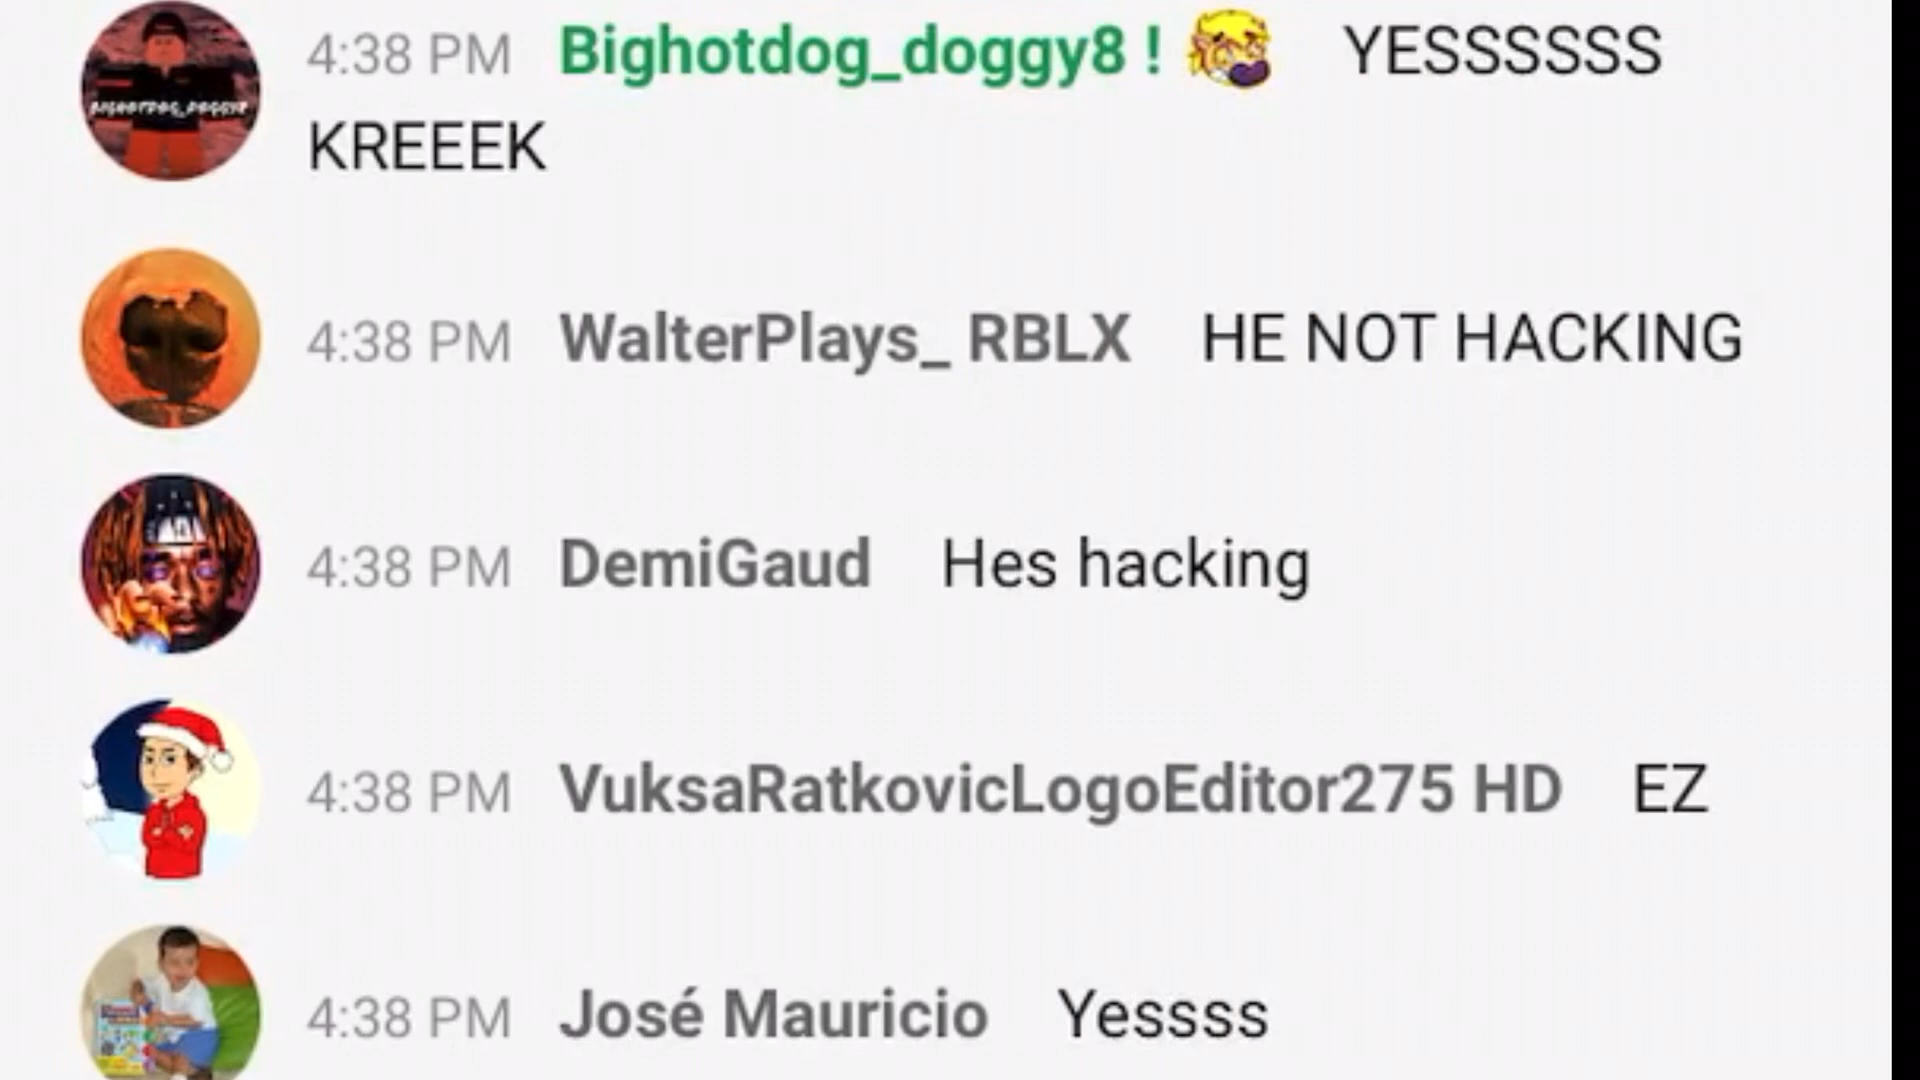 4:38 PM Bighotdog_doggy8 ! YESSSSSS
KREEEK
BIGHOTDOG_DOGGY8
4:38 PM WalterPlays_ RBLX HE NOT HACKING
4:38 PM DemiGaud Hes hacking
4:38 PM VuksaRatkovicLogoEditor275 HD EZ
4:38 PM José Mauricio Yessss